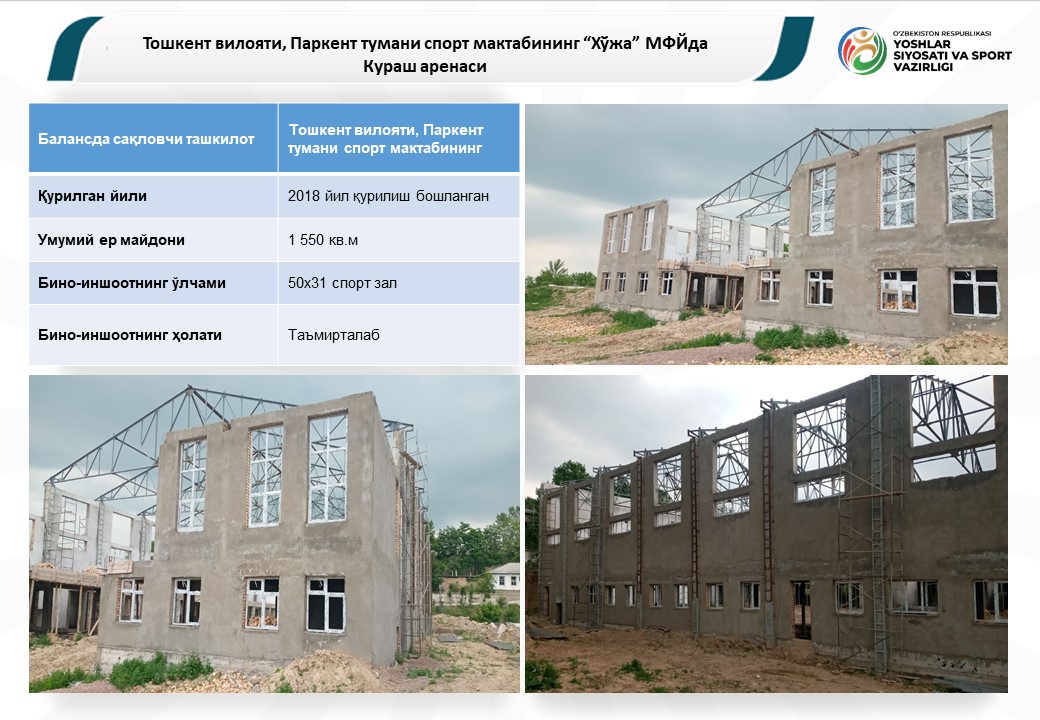 Тошкент вилояти, Паркент тумани спорт мактабининг “Хўжа” МФЙда
Кураш аренаси
O‘ZBEKISTON RESPUBLIKASI
YOSHLAR
SIYOSATI VA SPORT
VAZIRLIGI
Балансда сақловчи ташкилот
Тошкент вилояти, Паркент
тумани спорт мактабининг
Қурилган йили
2018 йил қурилиш бошланган
Умумий ер майдони
1 550 кв.м
Бино-иншоотнинг ўлчами
50х31 спорт зал
Бино-иншоотнинг ҳолати
Таъмирталаб